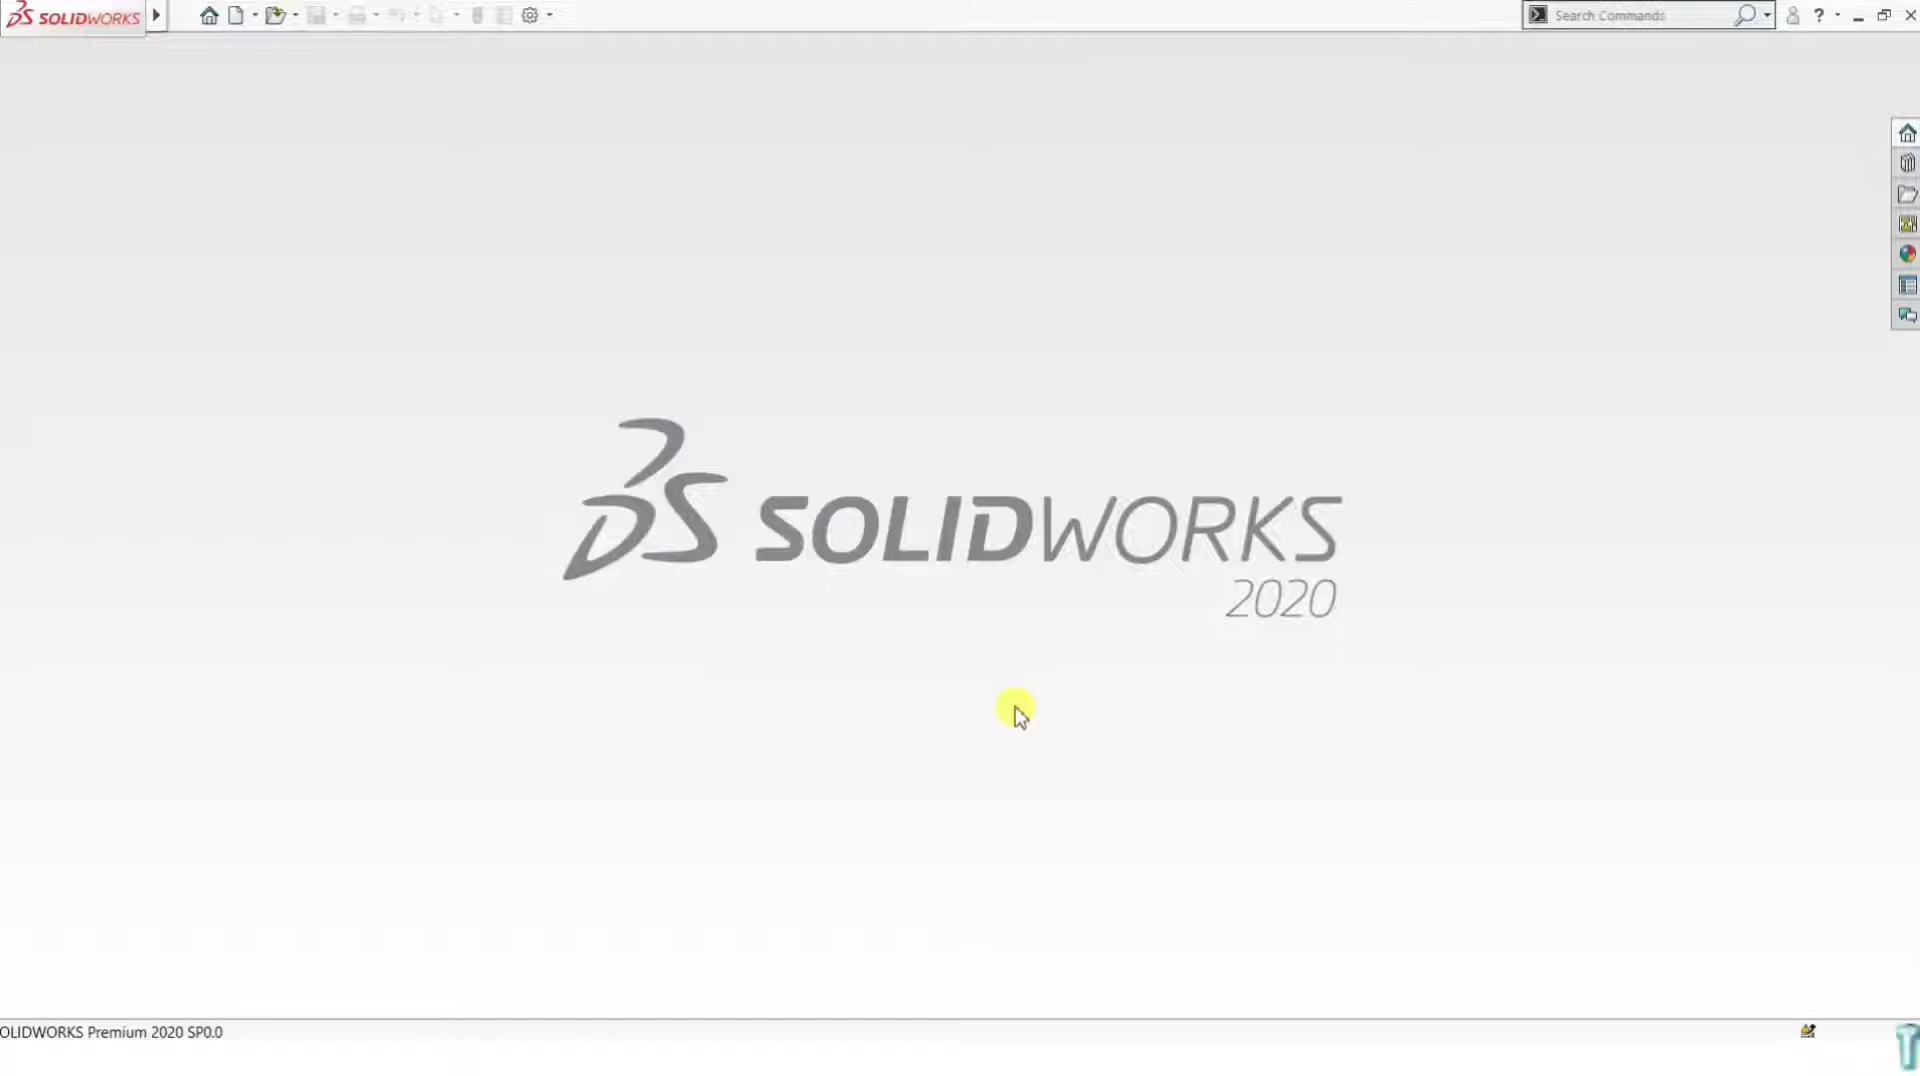 SOLIDWORKS
Search Commands
?
SOLIDWORKS
2020
OLIDWORKS Premium 2020 SP0.0